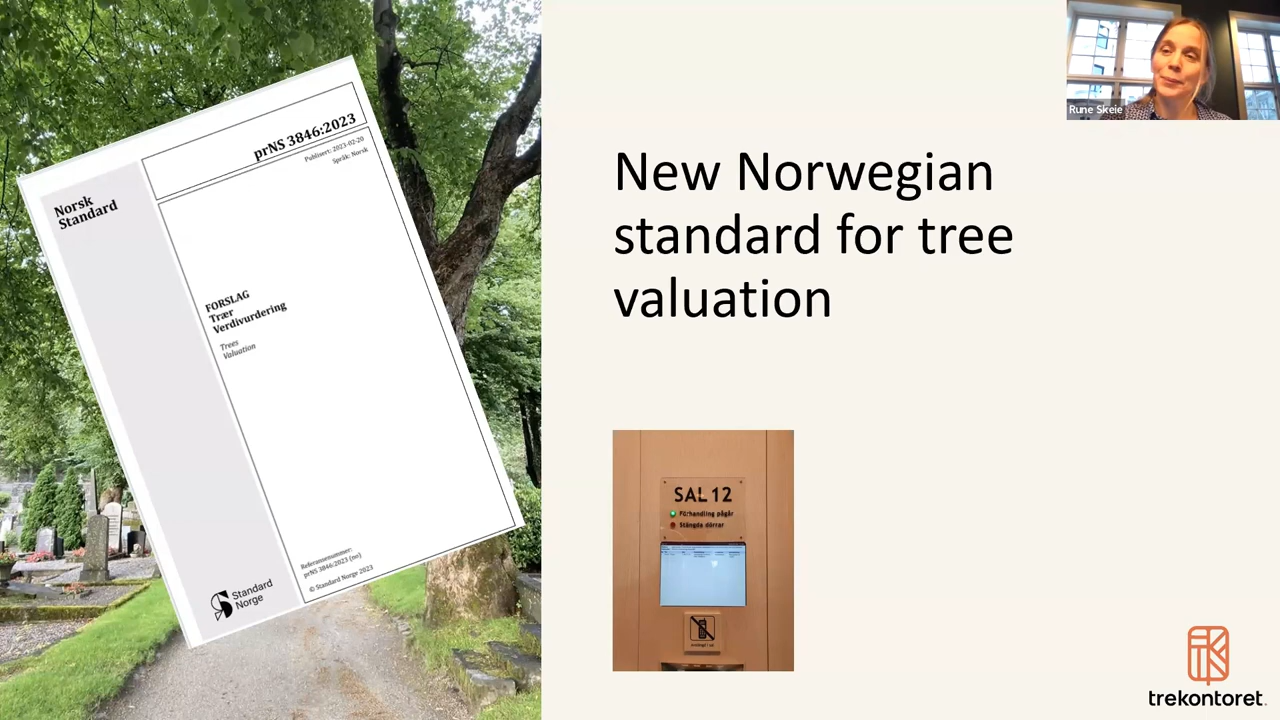 prNS 3846:2023
Publisert: 2023-02-20
Språk: Norsk
Norsk
Standard
FORSLAG
Trær
Verdivurdering
Trees
Valuation
Referansenummer:
prNS 3846:2023 (no)
© Standard Norge 2023
Standard
Norge
New Norwegian
standard for tree
valuation
SAL 12
Förhandling pågår
Stängda dörrar
Rune Skeie
trekontoret.